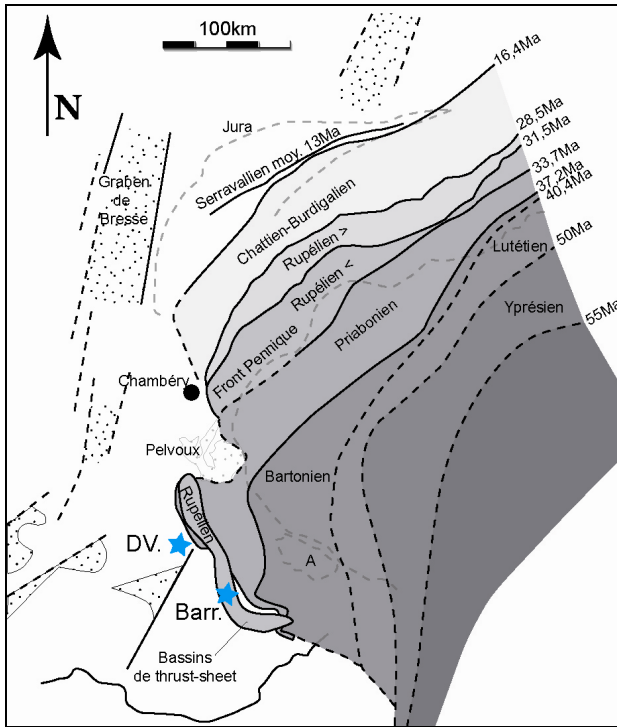 100km
N
16,4Ma
28,5Ma
31,5Ma
33,7Ma
37,2Ma
40,4Ma
50Ma
55Ma
Jura
Serravallien moy. 13Ma
Graben
de
Bresse
Chattien-Burdigalien
Rupélien >
Rupélien <
Lutétien
Yprésien
Front Pennique
Priabonien
Chambéry
Pelvoux
Bartonien
Rupélien
DV.
A
Barr.
Bassins
de thrust-sheet